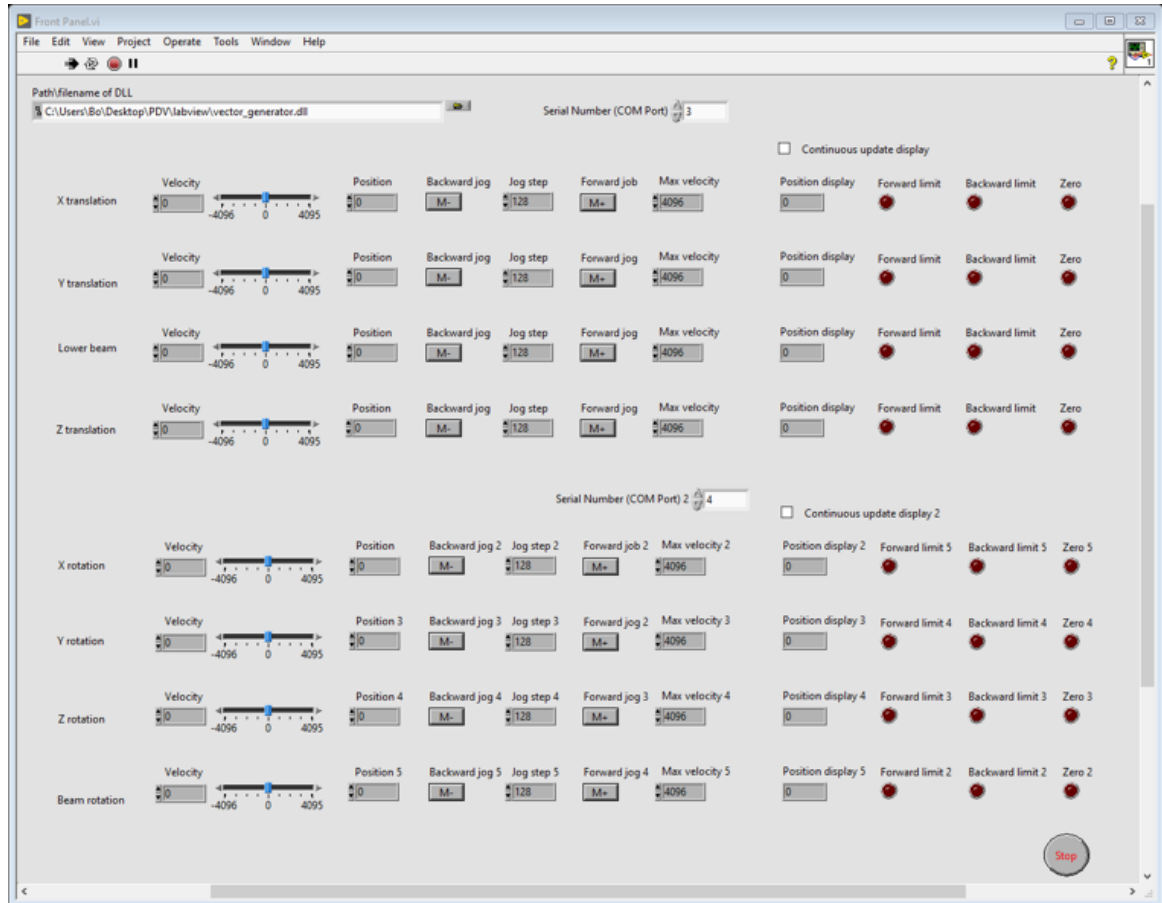 Front Panel.vi
File Edit View Project Operate Tools Window Help
1
Path\filename of DLL
C:\Users\Bo\Desktop\PDV\labview\vector_generator.dll
Serial Number (COM Port) 3
Continuous update display
Velocity Position Backward jog Jog step Forward job Max velocity Position display Forward limit Backward limit Zero
X translation 0 0 M- 128 M+ 4096 0
-4096 0 4095
Velocity Position Backward jog Jog step Forward jog Max velocity Position display Forward limit Backward limit Zero
Y translation 0 0 M- 128 M+ 4096 0
-4096 0 4095
Velocity Position Backward jog Jog step Forward jog Max velocity Position display Forward limit Backward limit Zero
Lower beam 0 0 M- 128 M+ 4096 0
-4096 0 4095
Velocity Position Backward jog Jog step Forward jog Max velocity Position display Forward limit Backward limit Zero
Z translation 0 0 M- 128 M+ 4096 0
-4096 0 4095
Serial Number (COM Port) 2 4
Continuous update display 2
Velocity Position Backward jog 2 Jog step 2 Forward job 2 Max velocity 2 Position display 2 Forward limit 5 Backward limit 5 Zero 5
X rotation 0 0 M- 128 M+ 4096 0
-4096 0 4095
Velocity Position 3 Backward jog 3 Jog step 3 Forward jog 2 Max velocity 3 Position display 3 Forward limit 4 Backward limit 4 Zero 4
Y rotation 0 0 M- 128 M+ 4096 0
-4096 0 4095
Velocity Position 4 Backward jog 4 Jog step 4 Forward jog 3 Max velocity 4 Position display 4 Forward limit 3 Backward limit 3 Zero 3
Z rotation 0 0 M- 128 M+ 4096 0
-4096 0 4095
Velocity Position 5 Backward jog 5 Jog step 5 Forward jog 4 Max velocity 5 Position display 5 Forward limit 2 Backward limit 2 Zero 2
Beam rotation 0 0 M- 128 M+ 4096 0
-4096 0 4095
Stop